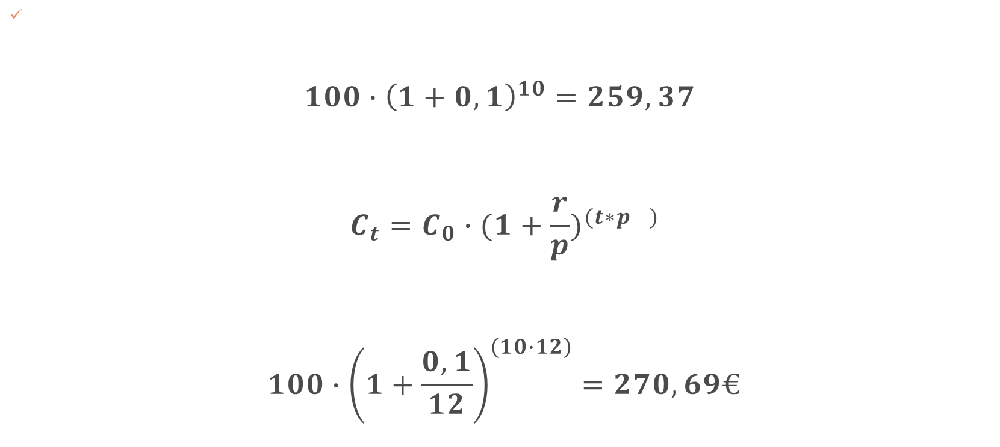 100 · (1 + 0, 1)^10 = 259, 37
C_t = C_0 · (1 + r/p)^(t∗p )
100 · (1 + 0, 1/12)^(10·12) = 270, 69€